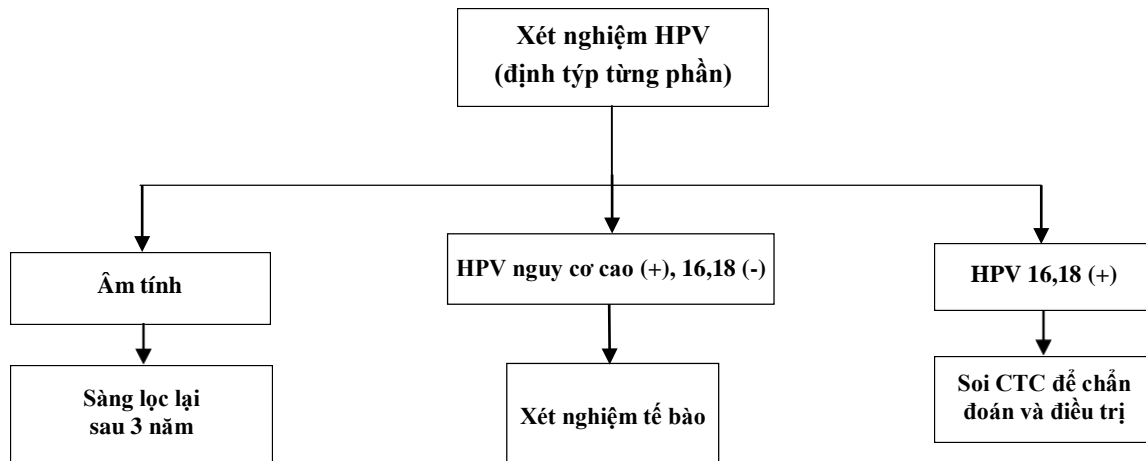 Xét nghiệm HPV
(định týp từng phần)
Âm tính
HPV nguy cơ cao (+), 16,18 (-)
HPV 16,18 (+)
Sàng lọc lại
sau 3 năm
Xét nghiệm tế bào
Soi CTC để chẩn
đoán và điều trị